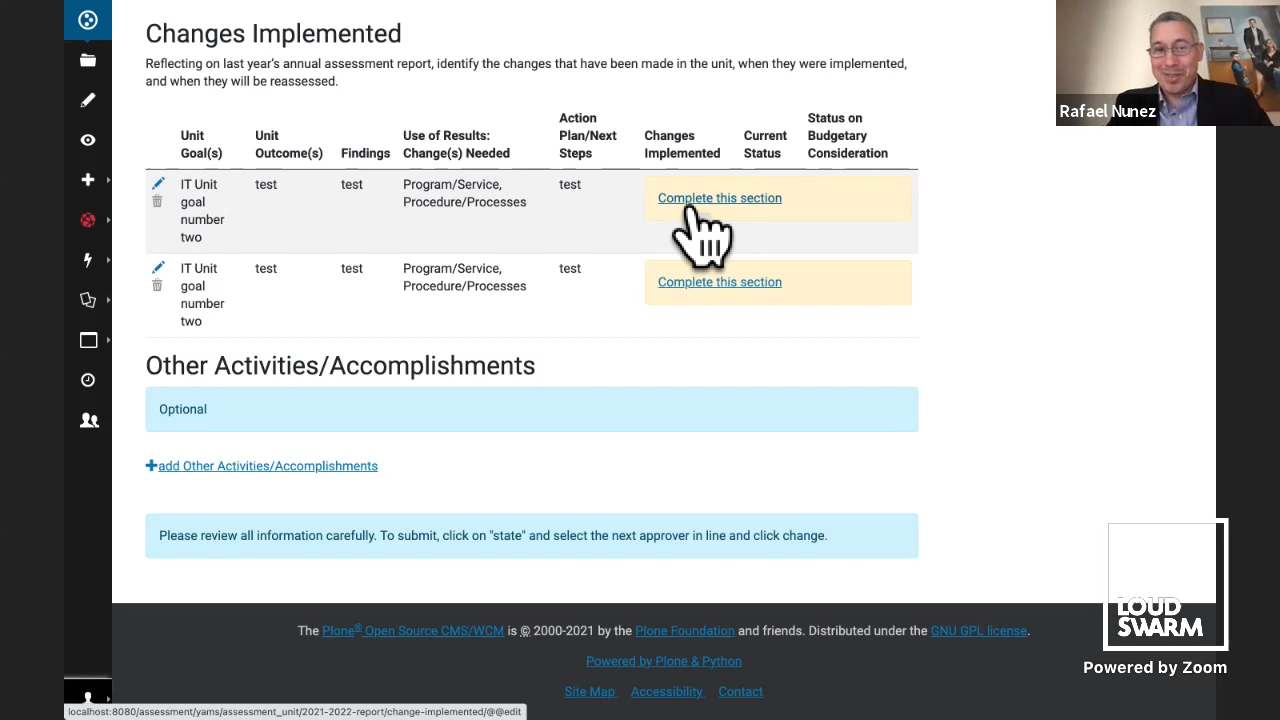 Changes Implemented
Reflecting on last year's annual assessment report, identify the changes that have been made in the unit, when they were implemented,
and when they will be reassessed.
Unit Goal(s)
Unit Outcome(s)
Findings
Use of Results: Change(s) Needed
Action Plan/Next Steps
Changes Implemented
Current Status
Status on Budgetary Consideration
IT Unit goal number two
test
test
Program/Service, Procedure/Processes
test
Complete this section
IT Unit goal number two
test
test
Program/Service, Procedure/Processes
test
Complete this section
Other Activities/Accomplishments
Optional
add Other Activities/Accomplishments
Please review all information carefully. To submit, click on "state" and select the next approver in line and click change.
The Plone® Open Source CMS/WCM is © 2000-2021 by the Plone Foundation and friends. Distributed under the GNU GPL license.
Powered by Plone & Python
Site Map Accessibility Contact
localhost:8080/assessment/yams/assessment_unit/2021-2022-report/change-implemented/@@edit
Rafael Nunez
LOUD
SWARM
Powered by Zoom